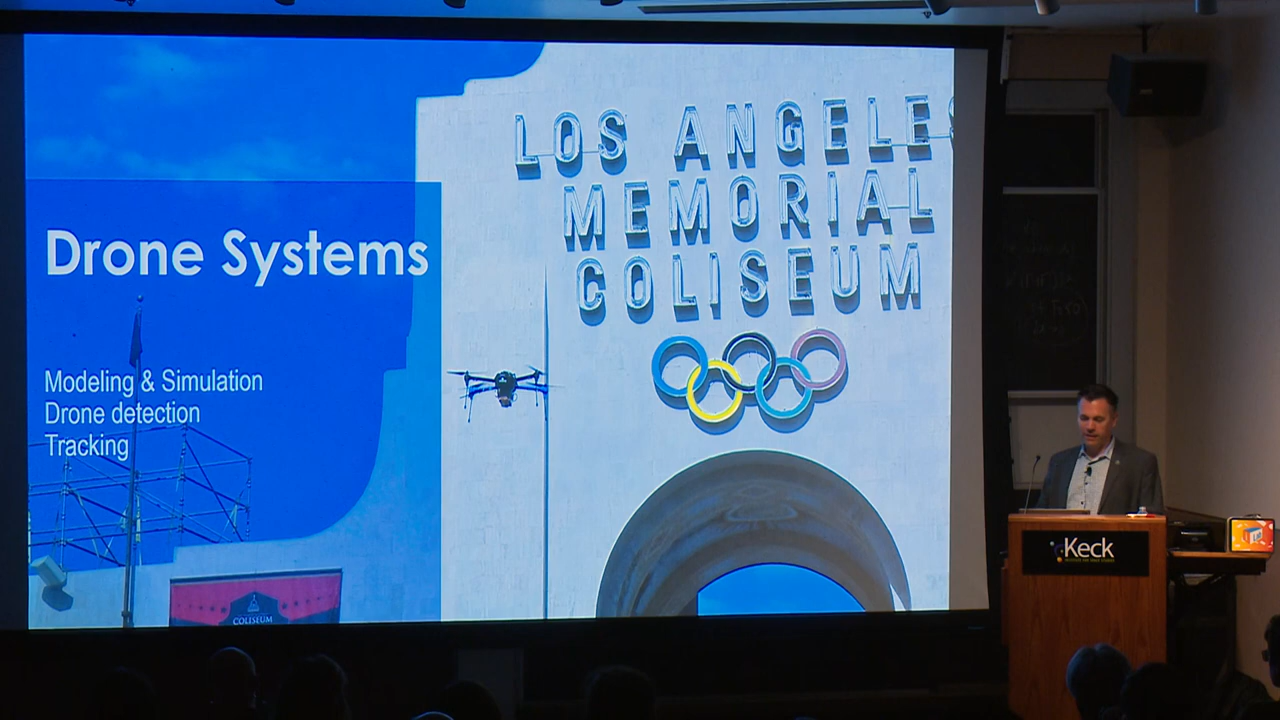 LOS ANGELES
MEMORIAL
COLISEUM
Drone Systems
Modeling & Simulation
Drone detection
Tracking
COLISEUM
Keck